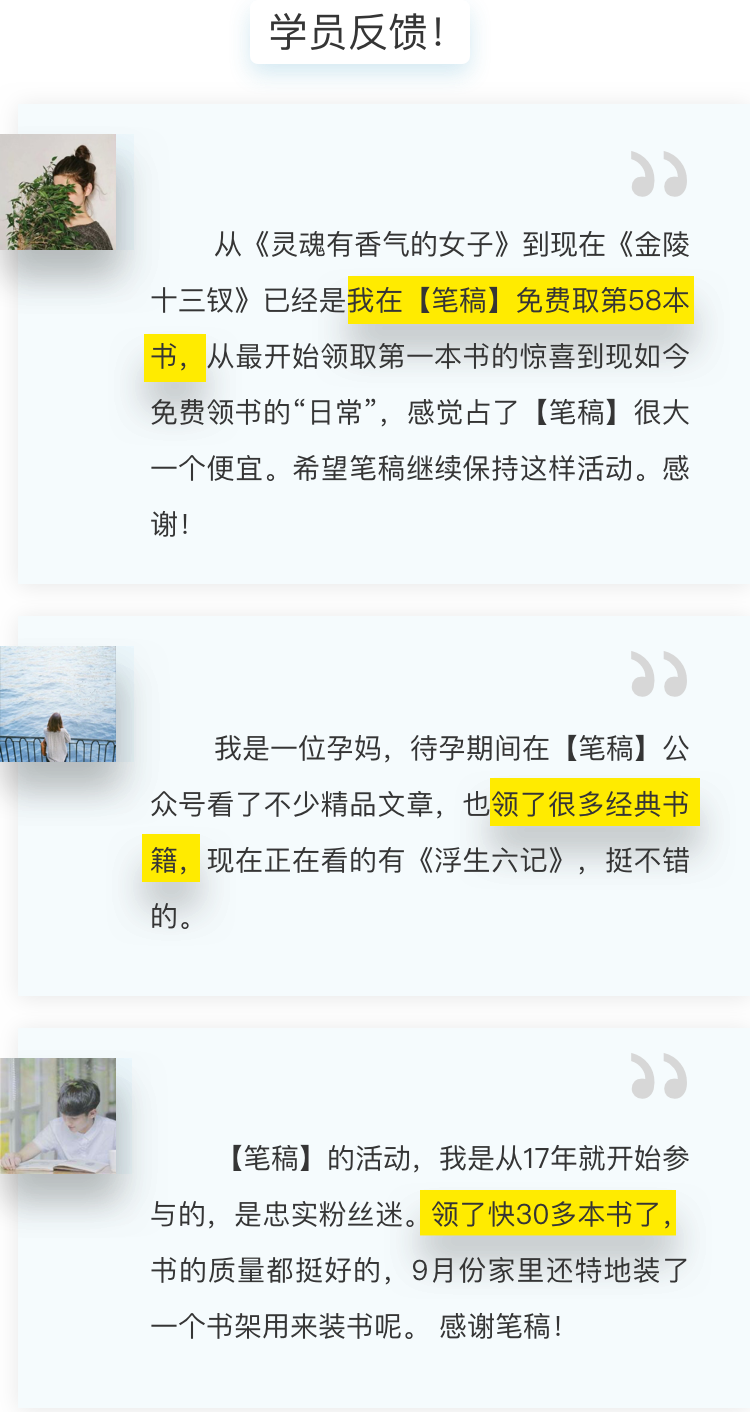 学员反馈！
从《灵魂有香气的女子》到现在《金陵
十三钗》已经是我在【笔稿】免费取第58本
书，从最开始领取第一本书的惊喜到现如今
免费领书的“日常”，感觉占了【笔稿】很大
一个便宜。希望笔稿继续保持这样活动。感
谢！
我是一位孕妈，待孕期间在【笔稿】公
众号看了不少精品文章，也领了很多经典书
籍，现在正在看的有《浮生六记》，挺不错
的。
【笔稿】的活动，我是从17年就开始参
与的，是忠实粉丝迷。领了快30多本书了，
书的质量都挺好的，9月份家里还特地装了
一个书架用来装书呢。 感谢笔稿！